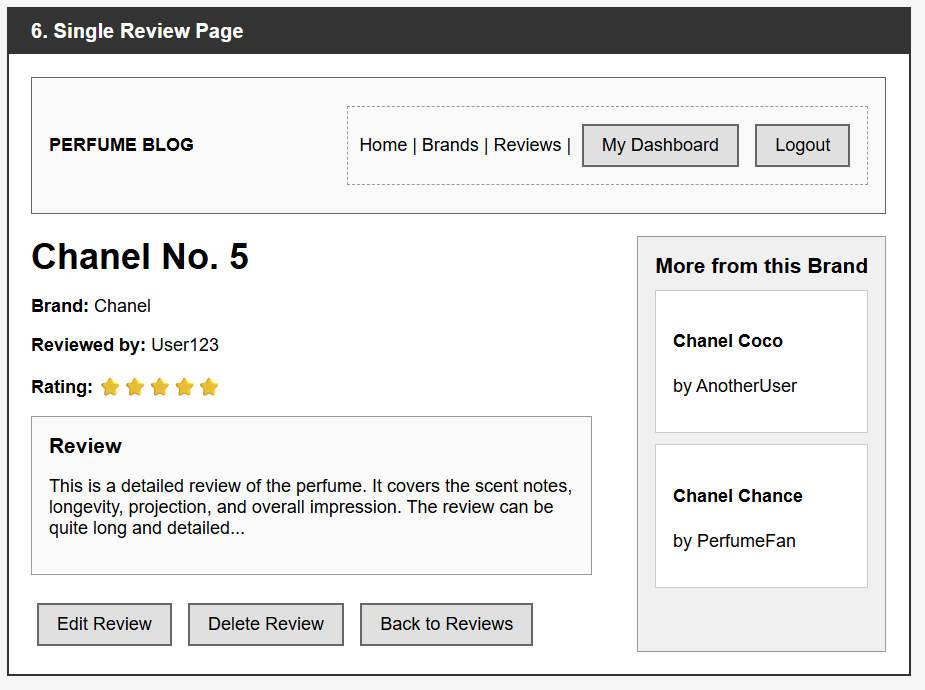 6. Single Review Page
PERFUME BLOG
Home | Brands | Reviews | My Dashboard Logout
Chanel No. 5
Brand: Chanel
Reviewed by: User123
Rating: ⭐⭐⭐⭐⭐
Review
This is a detailed review of the perfume. It covers the scent notes,
longevity, projection, and overall impression. The review can be
quite long and detailed...
Edit Review Delete Review Back to Reviews
More from this Brand
Chanel Coco
by AnotherUser
Chanel Chance
by PerfumeFan